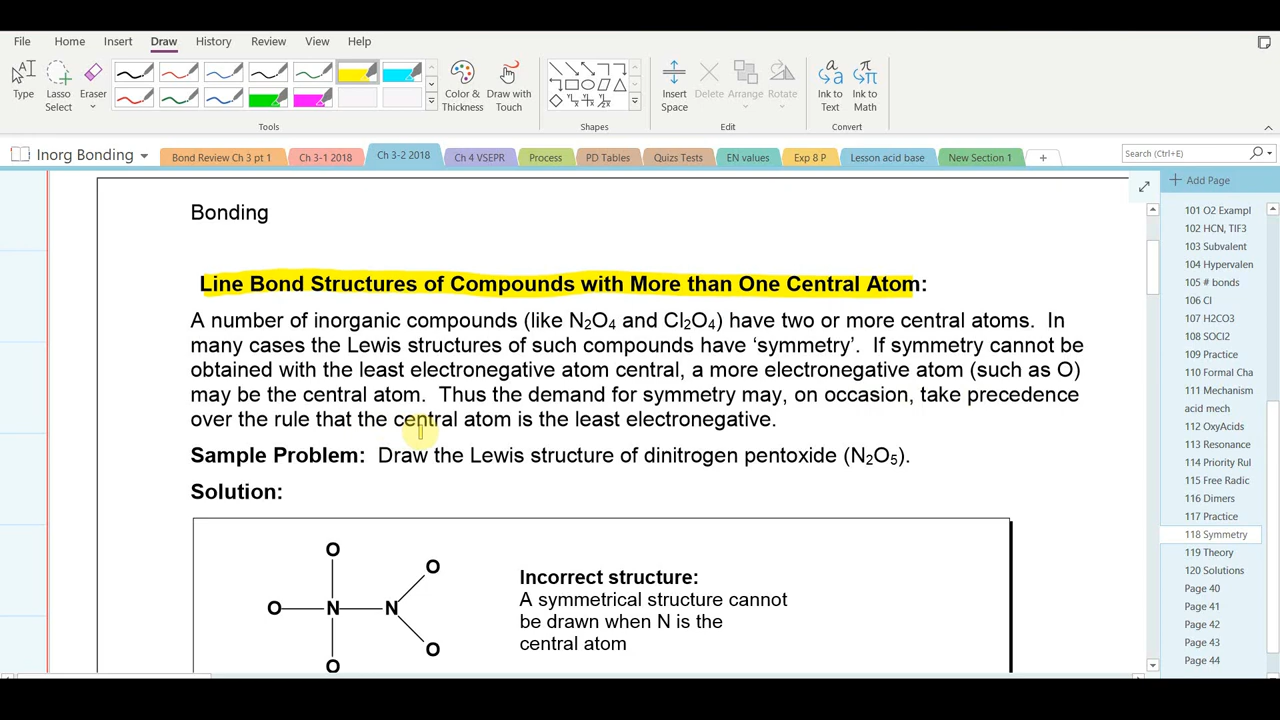 File Home Insert Draw History Review View Help
Type Lasso Select Eraser Color & Thickness Draw with Touch Insert Space Delete Arrange Rotate Ink to Text Ink to Math
Tools Shapes Edit Convert
Inorg Bonding Bond Review Ch 3 pt 1 Ch 3-1 2018 Ch 3-2 2018 Ch 4 VSEPR Process PD Tables Quizs Tests EN values Exp 8 P Lesson acid base New Section 1 + Search (Ctrl+E)
Add Page
Bonding
Line Bond Structures of Compounds with More than One Central Atom:
A number of inorganic compounds (like N₂O₄ and Cl₂O₄) have two or more central atoms. In
many cases the Lewis structures of such compounds have ‘symmetry’. If symmetry cannot be
obtained with the least electronegative atom central, a more electronegative atom (such as O)
may be the central atom. Thus the demand for symmetry may, on occasion, take precedence
over the rule that the central atom is the least electronegative.
Sample Problem: Draw the Lewis structure of dinitrogen pentoxide (N₂O₅).
Solution:
O
O
O N N
O
O
Incorrect structure:
A symmetrical structure cannot
be drawn when N is the
central atom
101 O2 Exampl
102 HCN, TIF3
103 Subvalent
104 Hypervalen
105 # bonds
106 Cl
107 H2CO3
108 SOCl2
109 Practice
110 Formal Cha
111 Mechanism
acid mech
112 OxyAcids
113 Resonance
114 Priority Rul
115 Free Radic
116 Dimers
117 Practice
118 Symmetry
119 Theory
120 Solutions
Page 40
Page 41
Page 42
Page 43
Page 44